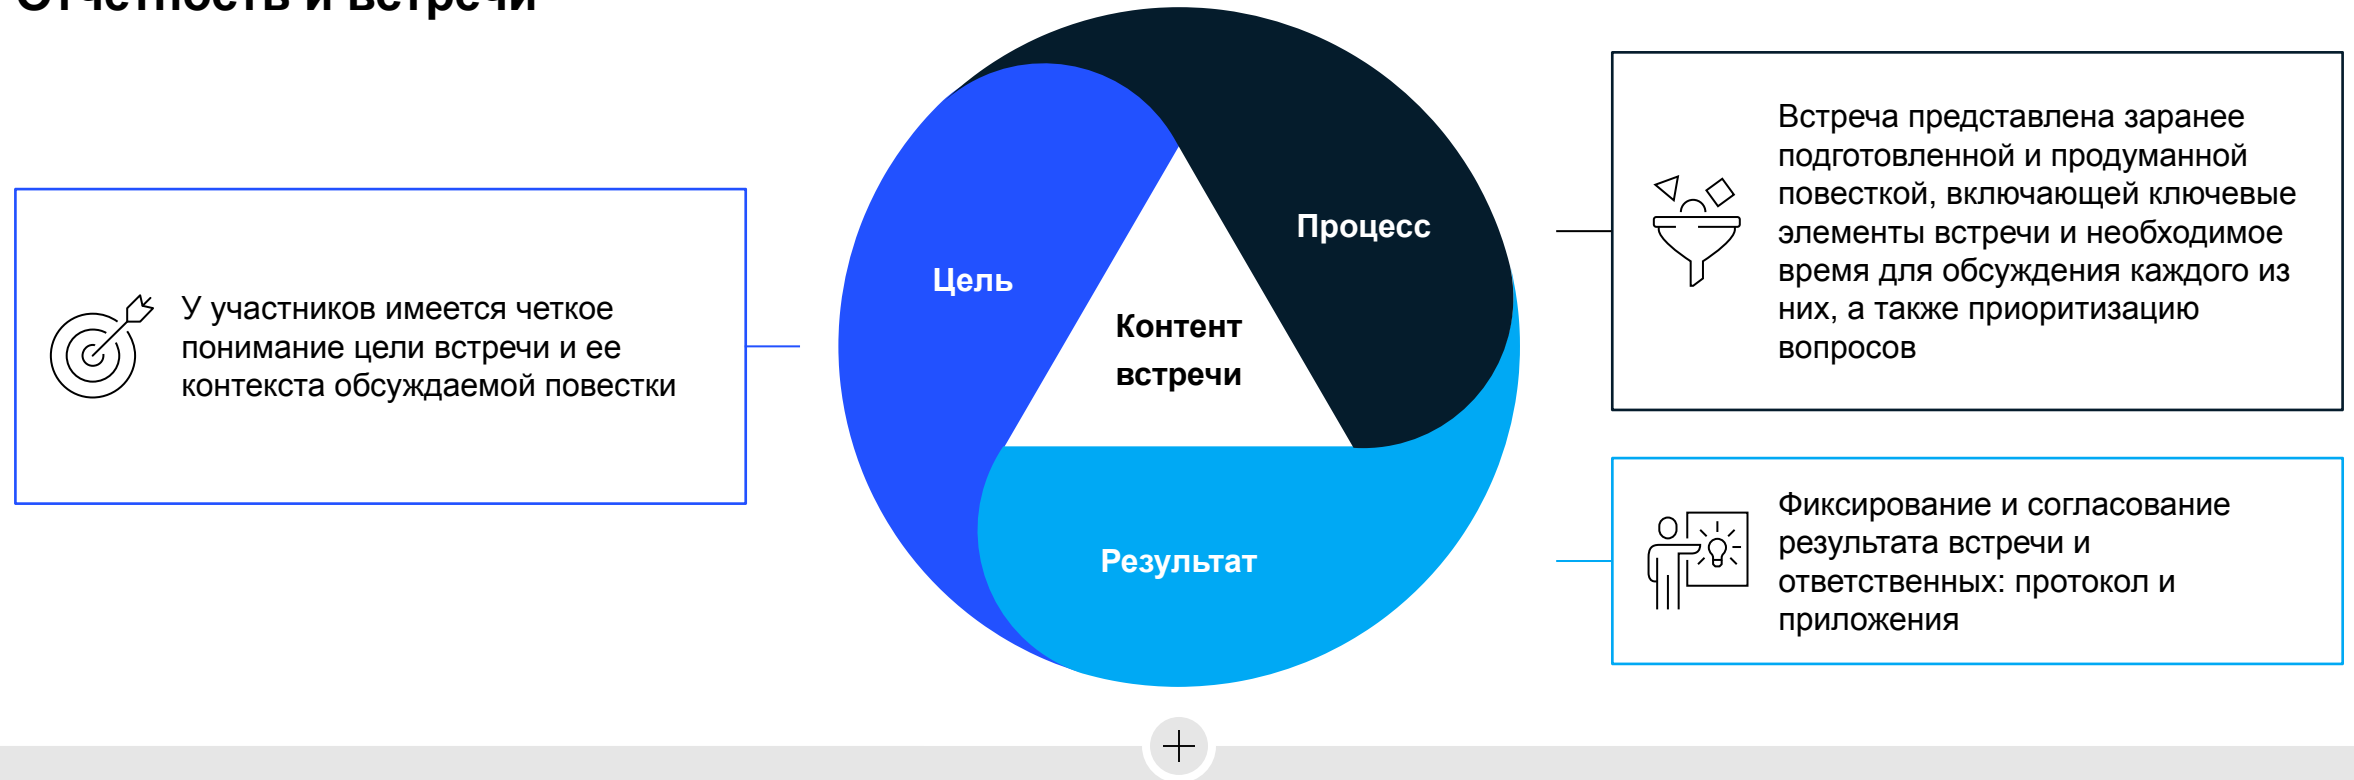 Отчетность и встречи
У участников имеется четкое
понимание цели встречи и ее
контекста обсуждаемой повестки
Цель
Процесс
Контент
встречи
Результат
Встреча представлена заранее
подготовленной и продуманной
повесткой, включающей ключевые
элементы встречи и необходимое
время для обсуждения каждого из
них, а также приоритизацию
вопросов
Фиксирование и согласование
результата встречи и
ответственных: протокол и
приложения